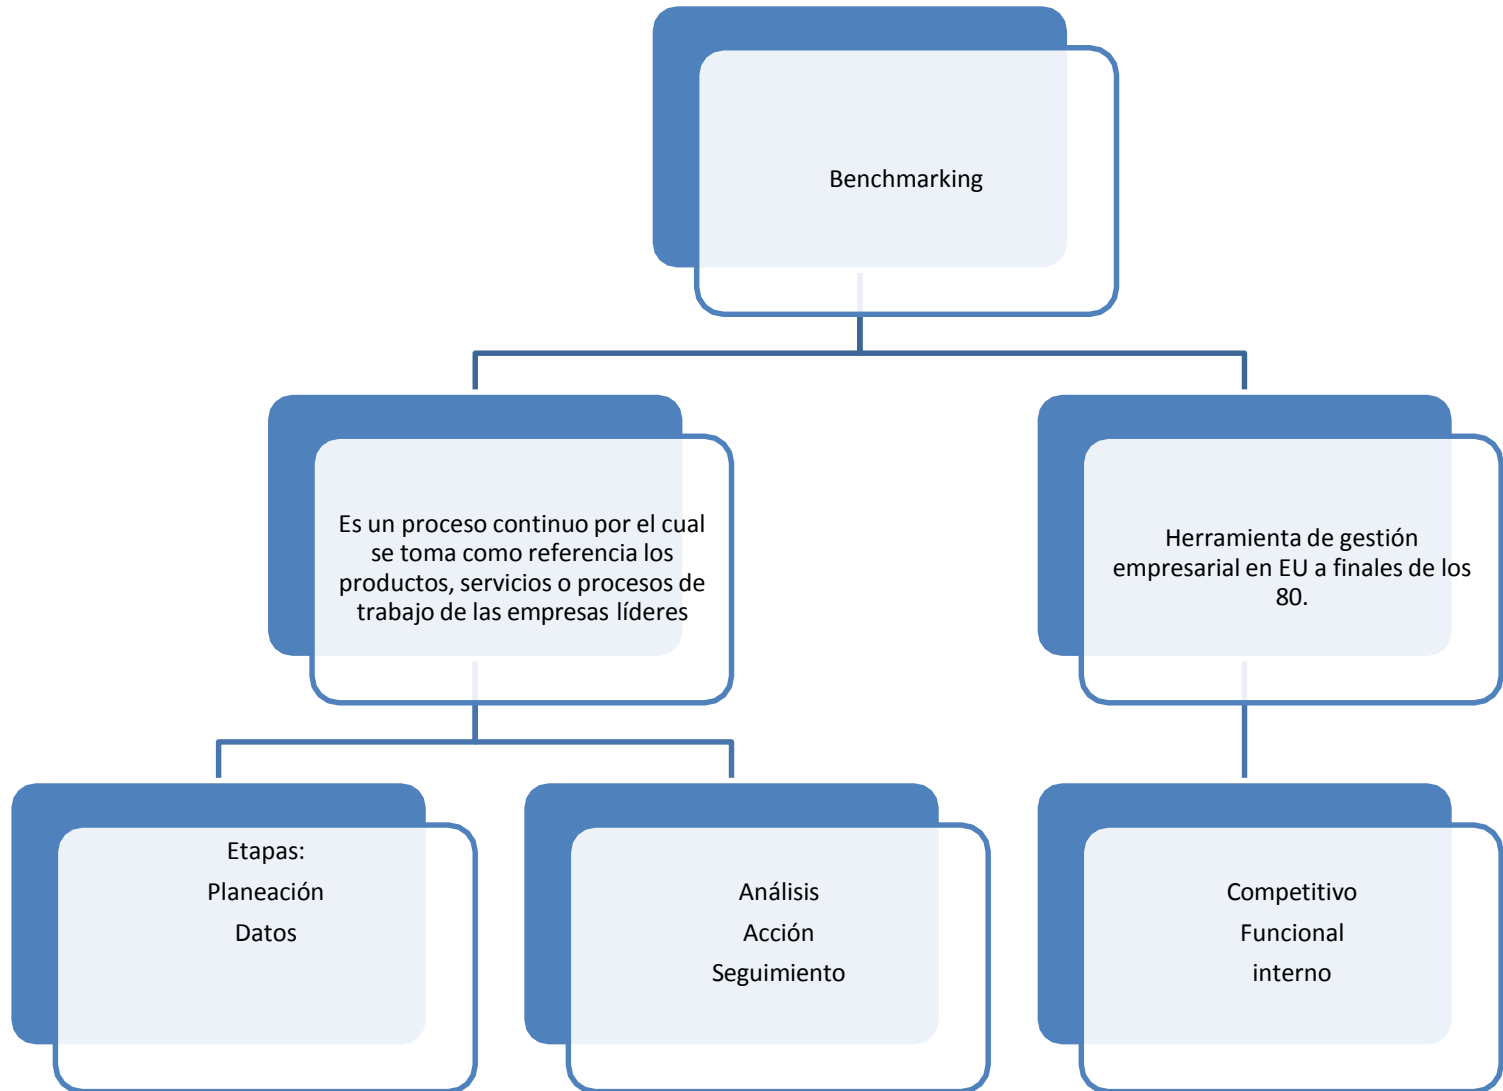 Benchmarking
Es un proceso continuo por el cual
se toma como referencia los
productos, servicios o procesos de
trabajo de las empresas líderes
Herramienta de gestión
empresarial en EU a finales de los
80.
Etapas:
Planeación
Datos
Análisis
Acción
Seguimiento
Competitivo
Funcional
interno